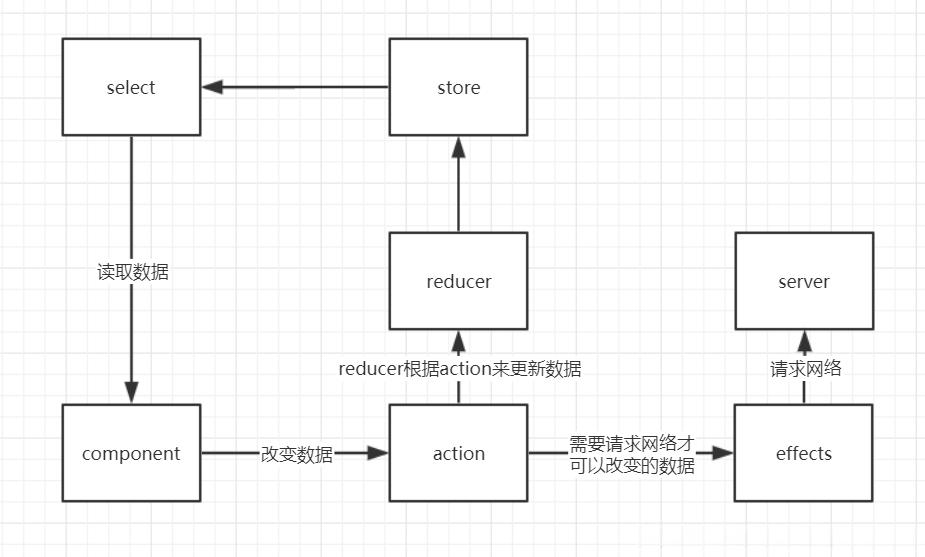 select
store
读取数据
reducer
server
reducer根据action来更新数据
请求网络
component
改变数据
action
需要请求网络才
可以改变的数据
effects